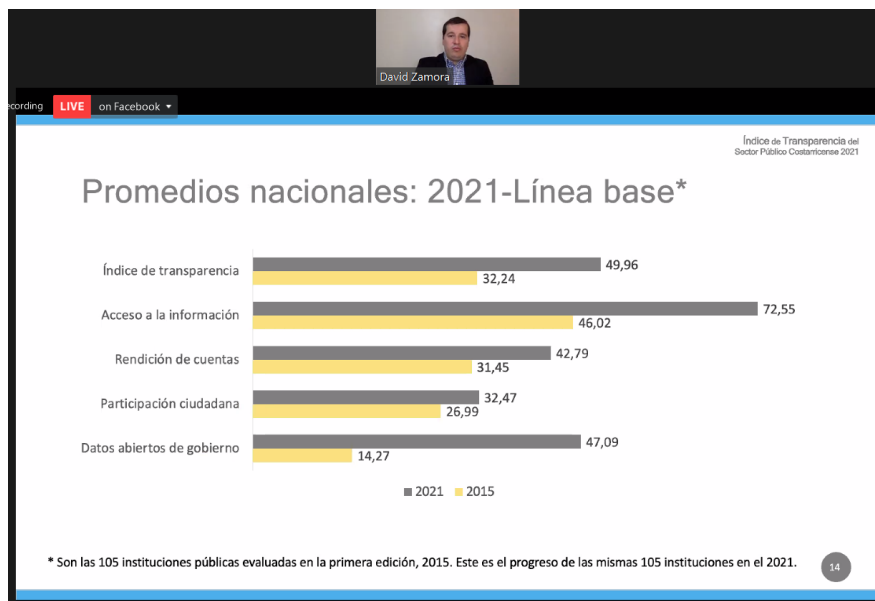 David Zamora
ecording
LIVE on Facebook
Índice de Transparencia del
Sector Público Costarricense 2021
Promedios nacionales: 2021-Línea base*
Índice de transparencia
49,96
32,24
Acceso a la información
72,55
46,02
Rendición de cuentas
42,79
31,45
Participación ciudadana
32,47
26,99
Datos abiertos de gobierno
47,09
14,27
2021 2015
* Son las 105 instituciones públicas evaluadas en la primera edición, 2015. Este es el progreso de las mismas 105 instituciones en el 2021.
14